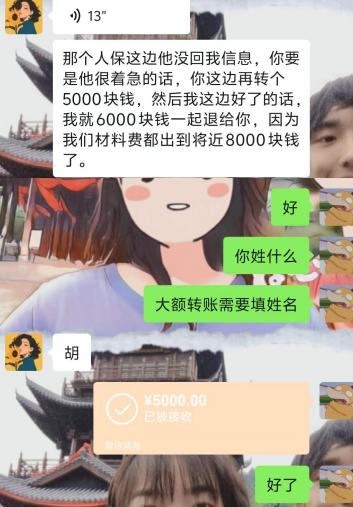 13"
那个人保这边他没回我信息，你要
是他很着急的话，你这边再转个
5000块钱，然后我这边好了的话，
我就6000块钱一起退给你，因为
我们材料费都出到将近8000块钱
了。
好
你姓什么
大额转账需要填姓名
胡
¥5000.00
已被接收
微信转账
好了